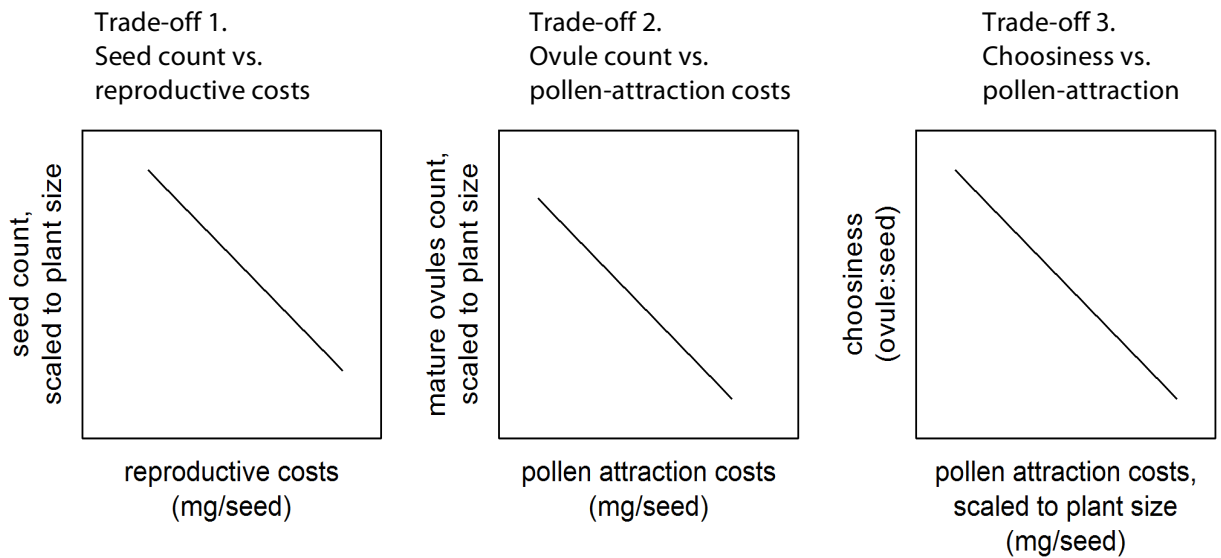 Trade-off 1.
Seed count vs.
reproductive costs
seed count,
scaled to plant size
reproductive costs
(mg/seed)
Trade-off 2.
Ovule count vs.
pollen-attraction costs
mature ovules count,
scaled to plant size
pollen attraction costs
(mg/seed)
Trade-off 3.
Choosiness vs.
pollen-attraction
choosiness
(ovule:seed)
pollen attraction costs,
scaled to plant size
(mg/seed)